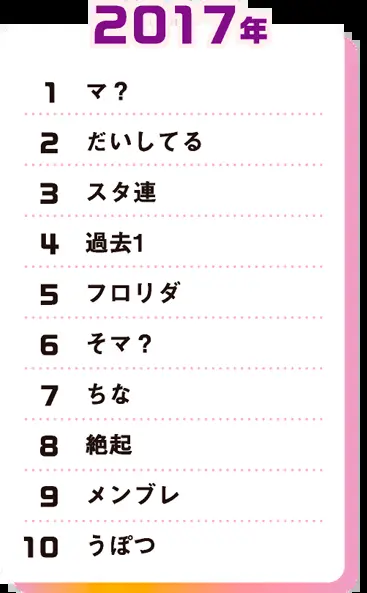 2017年
1 マ？
2 だいしてる
3 スタ連
4 過去1
5 フロリダ
6 そマ？
7 ちな
8 絶起
9 メンブレ
10 うぽつ